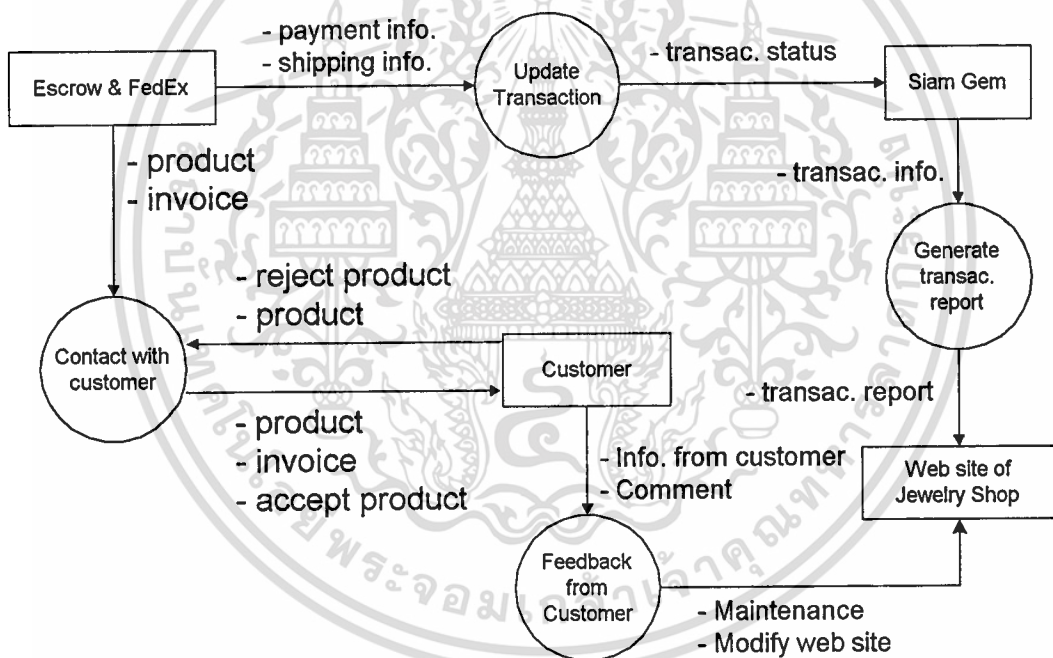 - payment info.
- shipping info.
Escrow & FedEx
Update
Transaction
- transac. status
Siam Gem
- product
- invoice
- transac. info.
Generate
transac.
report
- reject product
- product
Contact with
customer
Customer
- transac. report
- product
- invoice
- accept product
- Info. from customer
- Comment
Web site of
Jewelry Shop
Feedback
from
Customer
- Maintenance
- Modify web site